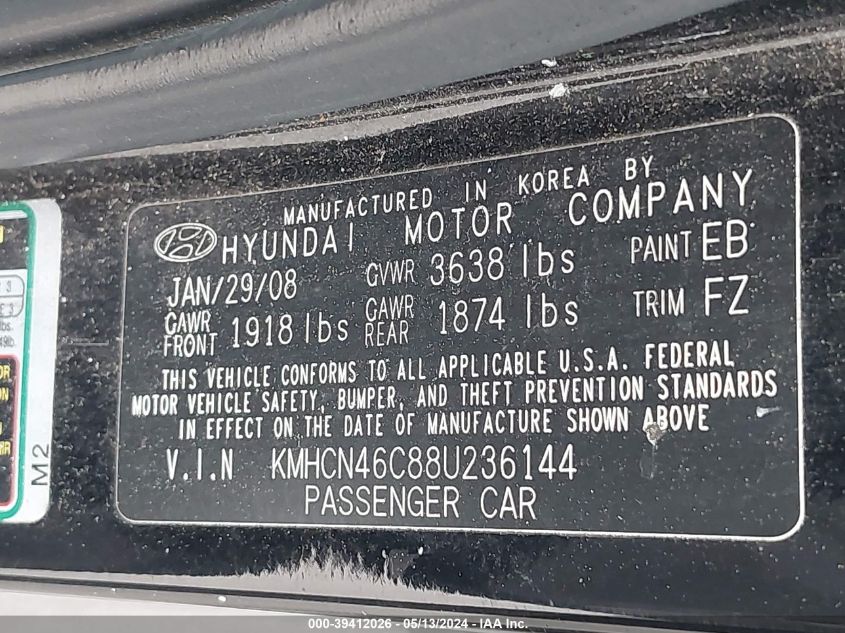 MANUFACTURED IN KOREA BY
HYUNDAI MOTOR COMPANY
JAN/29/08 GVWR 3638 lbs PAINT EB
GAWR FRONT 1918 lbs GAWR REAR 1874 lbs TRIM FZ
THIS VEHICLE CONFORMS TO ALL APPLICABLE U.S.A. FEDERAL
MOTOR VEHICLE SAFETY, BUMPER, AND THEFT PREVENTION STANDARDS
IN EFFECT ON THE DATE OF MANUFACTURE SHOWN ABOVE
V.I.N KMHCN46C88U236144
PASSENGER CAR
M2
000-39412026 - 05/13/2024 - IAA Inc.